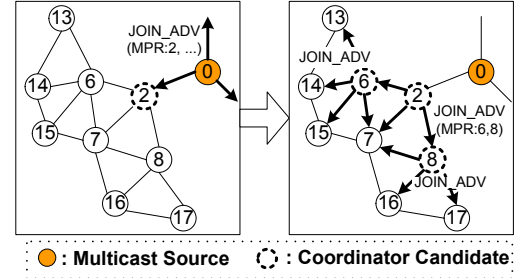 13
JOIN_ADV
(MPR:2, ...)
0
14
6
2
15
7
8
16
17
13
JOIN_ADV
0
14
6
2
JOIN_ADV
(MPR:6,8)
15
7
8
JOIN_ADV
16
17
: Multicast Source
: Coordinator Candidate